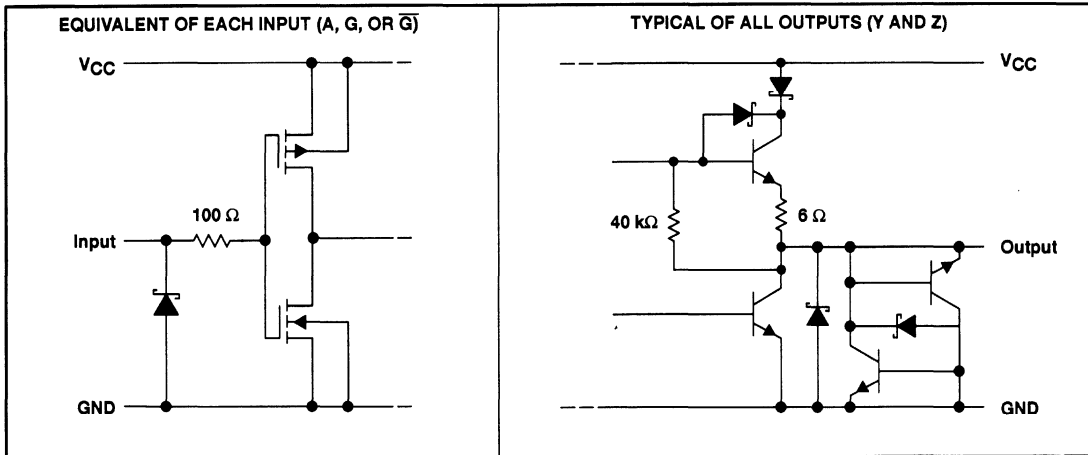 EQUIVALENT OF EACH INPUT (A, G, OR G̅)
VCC
100 Ω
Input
GND
TYPICAL OF ALL OUTPUTS (Y AND Z)
VCC
40 kΩ
6 Ω
Output
GND